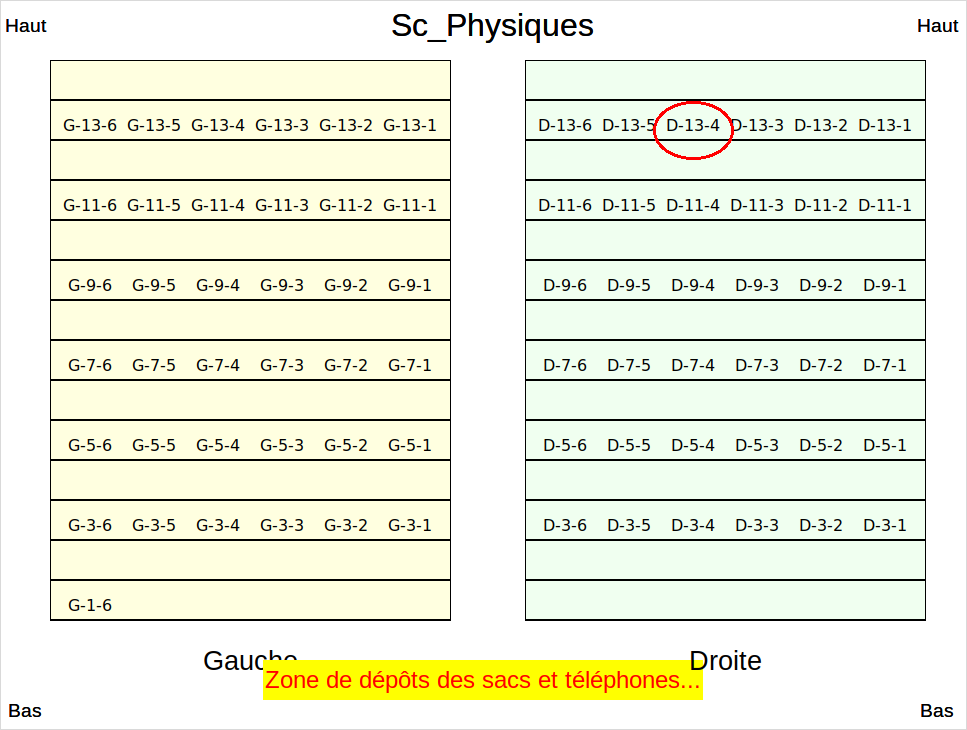 Sc_Physiques
Haut Haut
G-13-6 G-13-5 G-13-4 G-13-3 G-13-2 G-13-1 D-13-6 D-13-5 D-13-4 D-13-3 D-13-2 D-13-1
G-11-6 G-11-5 G-11-4 G-11-3 G-11-2 G-11-1 D-11-6 D-11-5 D-11-4 D-11-3 D-11-2 D-11-1
G-9-6 G-9-5 G-9-4 G-9-3 G-9-2 G-9-1 D-9-6 D-9-5 D-9-4 D-9-3 D-9-2 D-9-1
G-7-6 G-7-5 G-7-4 G-7-3 G-7-2 G-7-1 D-7-6 D-7-5 D-7-4 D-7-3 D-7-2 D-7-1
G-5-6 G-5-5 G-5-4 G-5-3 G-5-2 G-5-1 D-5-6 D-5-5 D-5-4 D-5-3 D-5-2 D-5-1
G-3-6 G-3-5 G-3-4 G-3-3 G-3-2 G-3-1 D-3-6 D-3-5 D-3-4 D-3-3 D-3-2 D-3-1
G-1-6
Gauche Droite
Zone de dépôts des sacs et téléphones...
Bas Bas